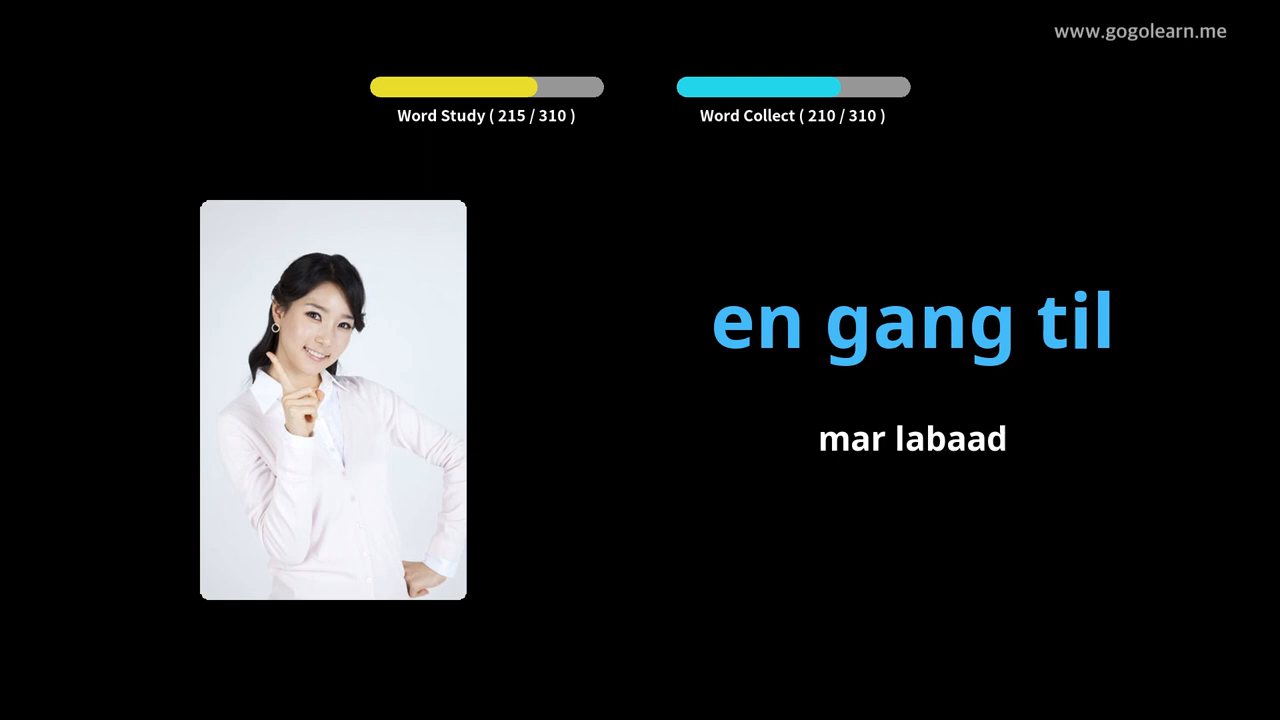 www.gogolearn.me
Word Study ( 215 / 310 )
Word Collect ( 210 / 310 )
en gang til
mar labaad